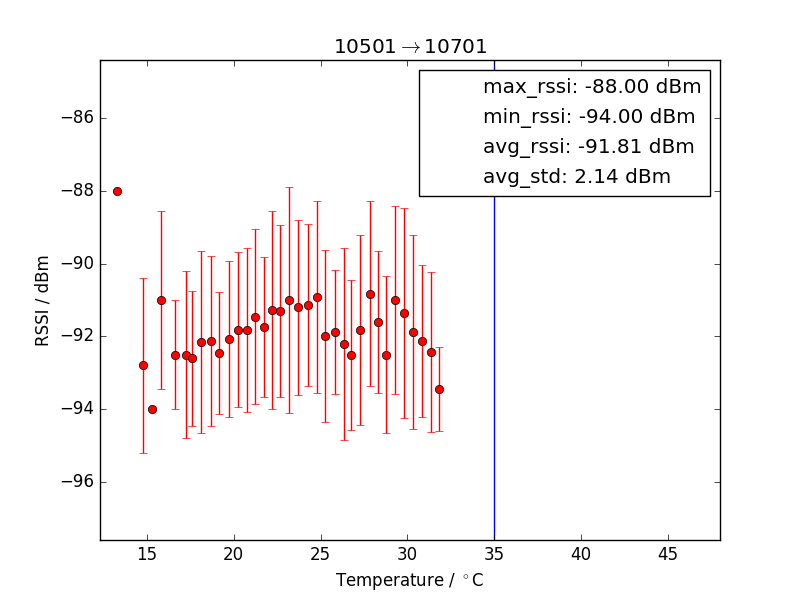 10501→10701
max_rssi: -88.00 dBm
min_rssi: -94.00 dBm
avg_rssi: -91.81 dBm
avg_std: 2.14 dBm
RSSI / dBm
−86
−88
−90
−92
−94
−96
15 20 25 30 35 40 45
Temperature / °C